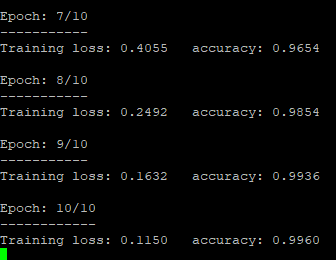 Epoch: 7/10
-----------
Training loss: 0.4055   accuracy: 0.9654

Epoch: 8/10
-----------
Training loss: 0.2492   accuracy: 0.9854

Epoch: 9/10
-----------
Training loss: 0.1632   accuracy: 0.9936

Epoch: 10/10
------------
Training loss: 0.1150   accuracy: 0.9960